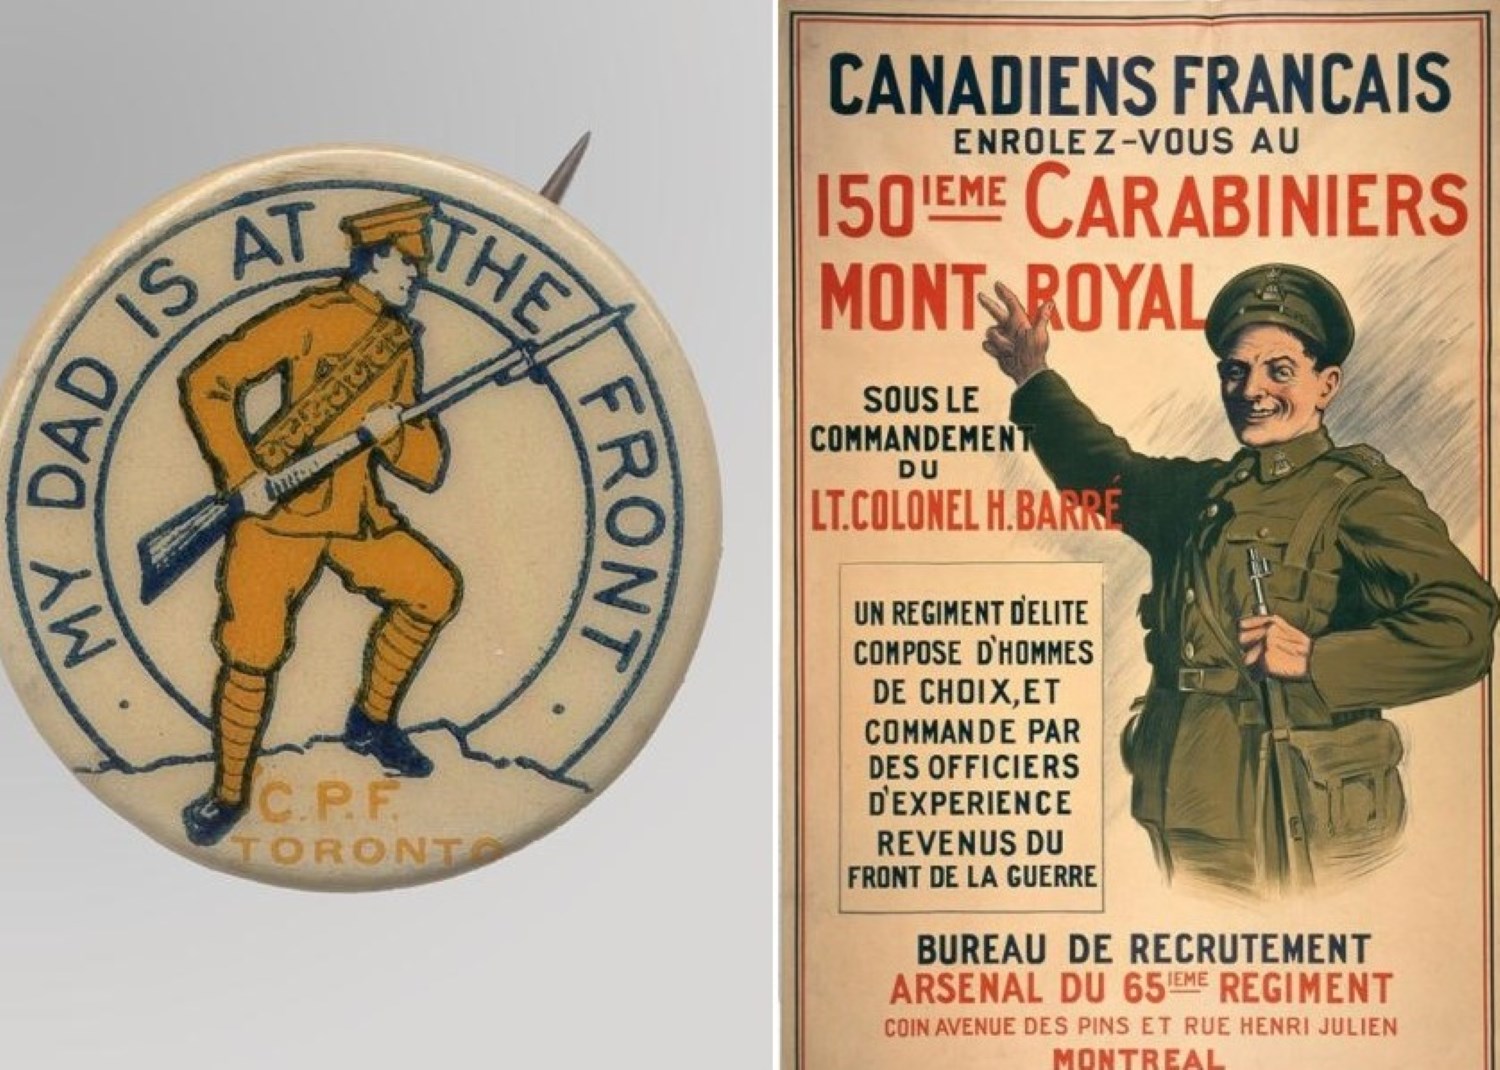 MY DAD IS AT THE FRONT
C.P.F.
TORONTO
CANADIENS FRANCAIS
ENROLEZ-VOUS AU
150IEME CARABINIERS
MONT ROYAL
SOUS LE
COMMANDEMENT
DU
LT. COLONEL H. BARRÉ
UN REGIMENT D'ELITE
COMPOSE D'HOMMES
DE CHOIX, ET
COMMANDE PAR
DES OFFICIERS
D'EXPERIENCE
REVENUS DU
FRONT DE LA GUERRE
BUREAU DE RECRUTEMENT
ARSENAL DU 65IEME REGIMENT
COIN AVENUE DES PINS ET RUE HENRI JULIEN
MONTREAL